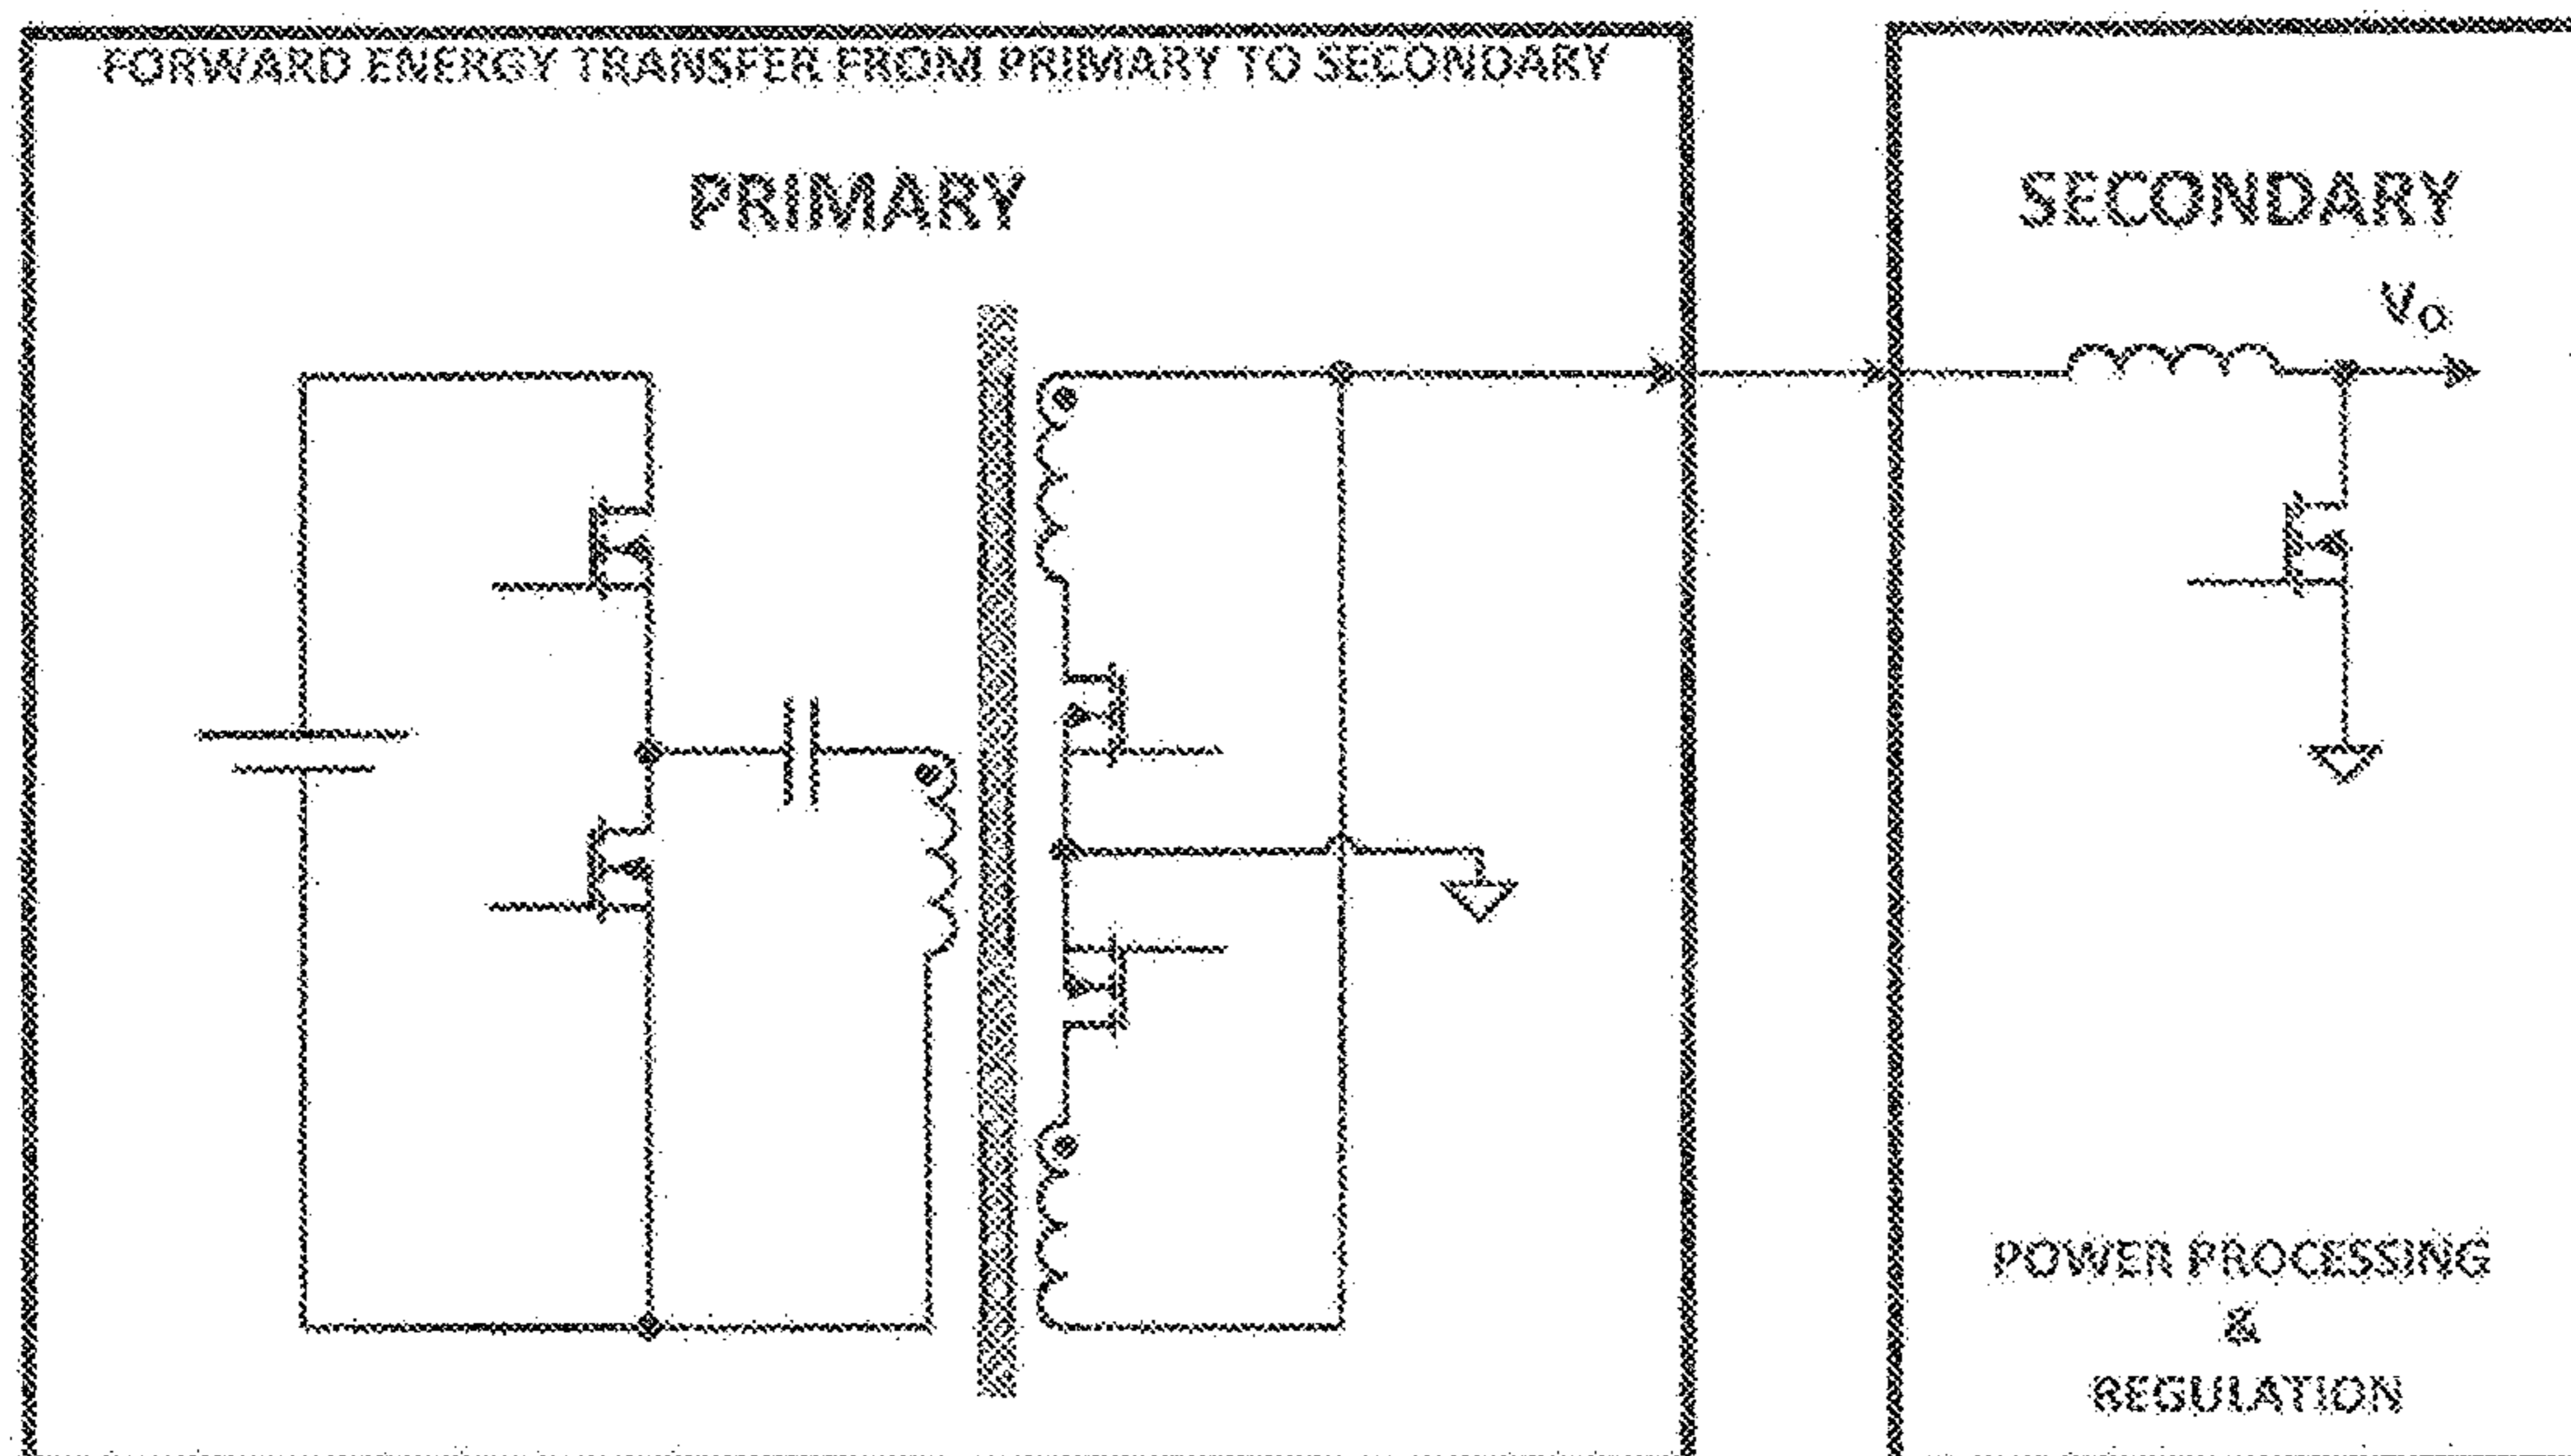 FORWARD ENERGY TRANSFER FROM PRIMARY TO SECONDARY
PRIMARY
SECONDARY
Vo
POWER PROCESSING
&
REGULATION